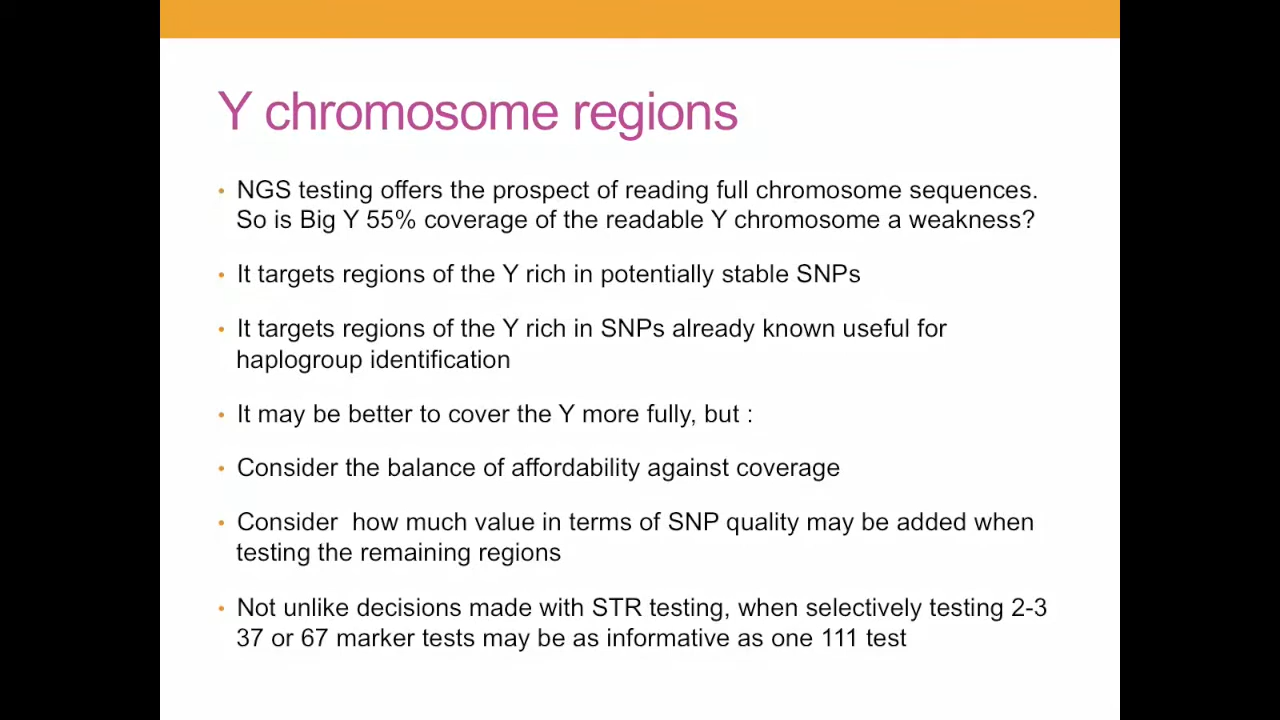 Y chromosome regions
• NGS testing offers the prospect of reading full chromosome sequences.
So is Big Y 55% coverage of the readable Y chromosome a weakness?
• It targets regions of the Y rich in potentially stable SNPs
• It targets regions of the Y rich in SNPs already known useful for
haplogroup identification
• It may be better to cover the Y more fully, but :
• Consider the balance of affordability against coverage
• Consider  how much value in terms of SNP quality may be added when
testing the remaining regions
• Not unlike decisions made with STR testing, when selectively testing 2-3
37 or 67 marker tests may be as informative as one 111 test